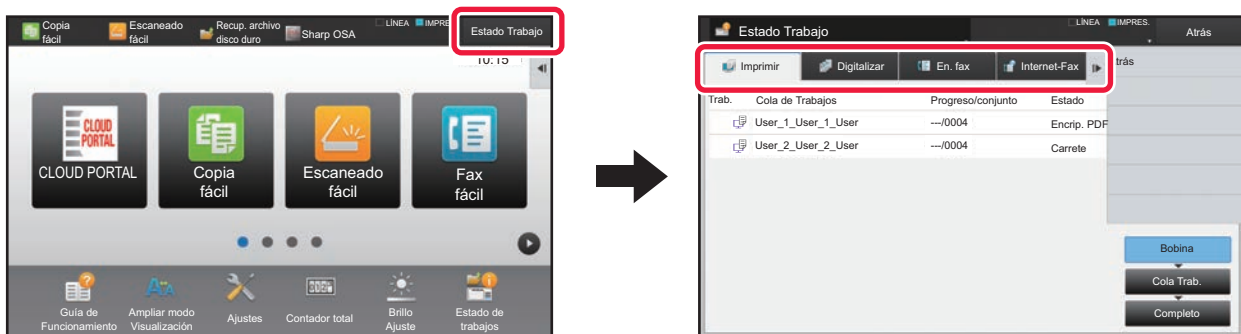 Copia
fácil
Escaneado
fácil
Recup. archivo
disco duro
Sharp OSA
LÍNEA
IMPRE
Estado Trabajo
10:15
CLOUD
PORTAL
CLOUD PORTAL
Copia
fácil
Escaneado
fácil
Fax
fácil
Guía de
Funcionamiento
Ampliar modo
Visualización
Ajustes
Contador total
Brillo
Ajuste
Estado de
trabajos
Estado Trabajo
LÍNEA
IMPRES.
Atrás
Imprimir
Digitalizar
En. fax
Internet-Fax
trás
Trab. Cola de Trabajos Progreso/conjunto Estado
User_1_User_1_User ---/0004 Encrip. PDF
User_2_User_2_User ---/0004 Carrete
Bobina
Cola Trab.
Completo